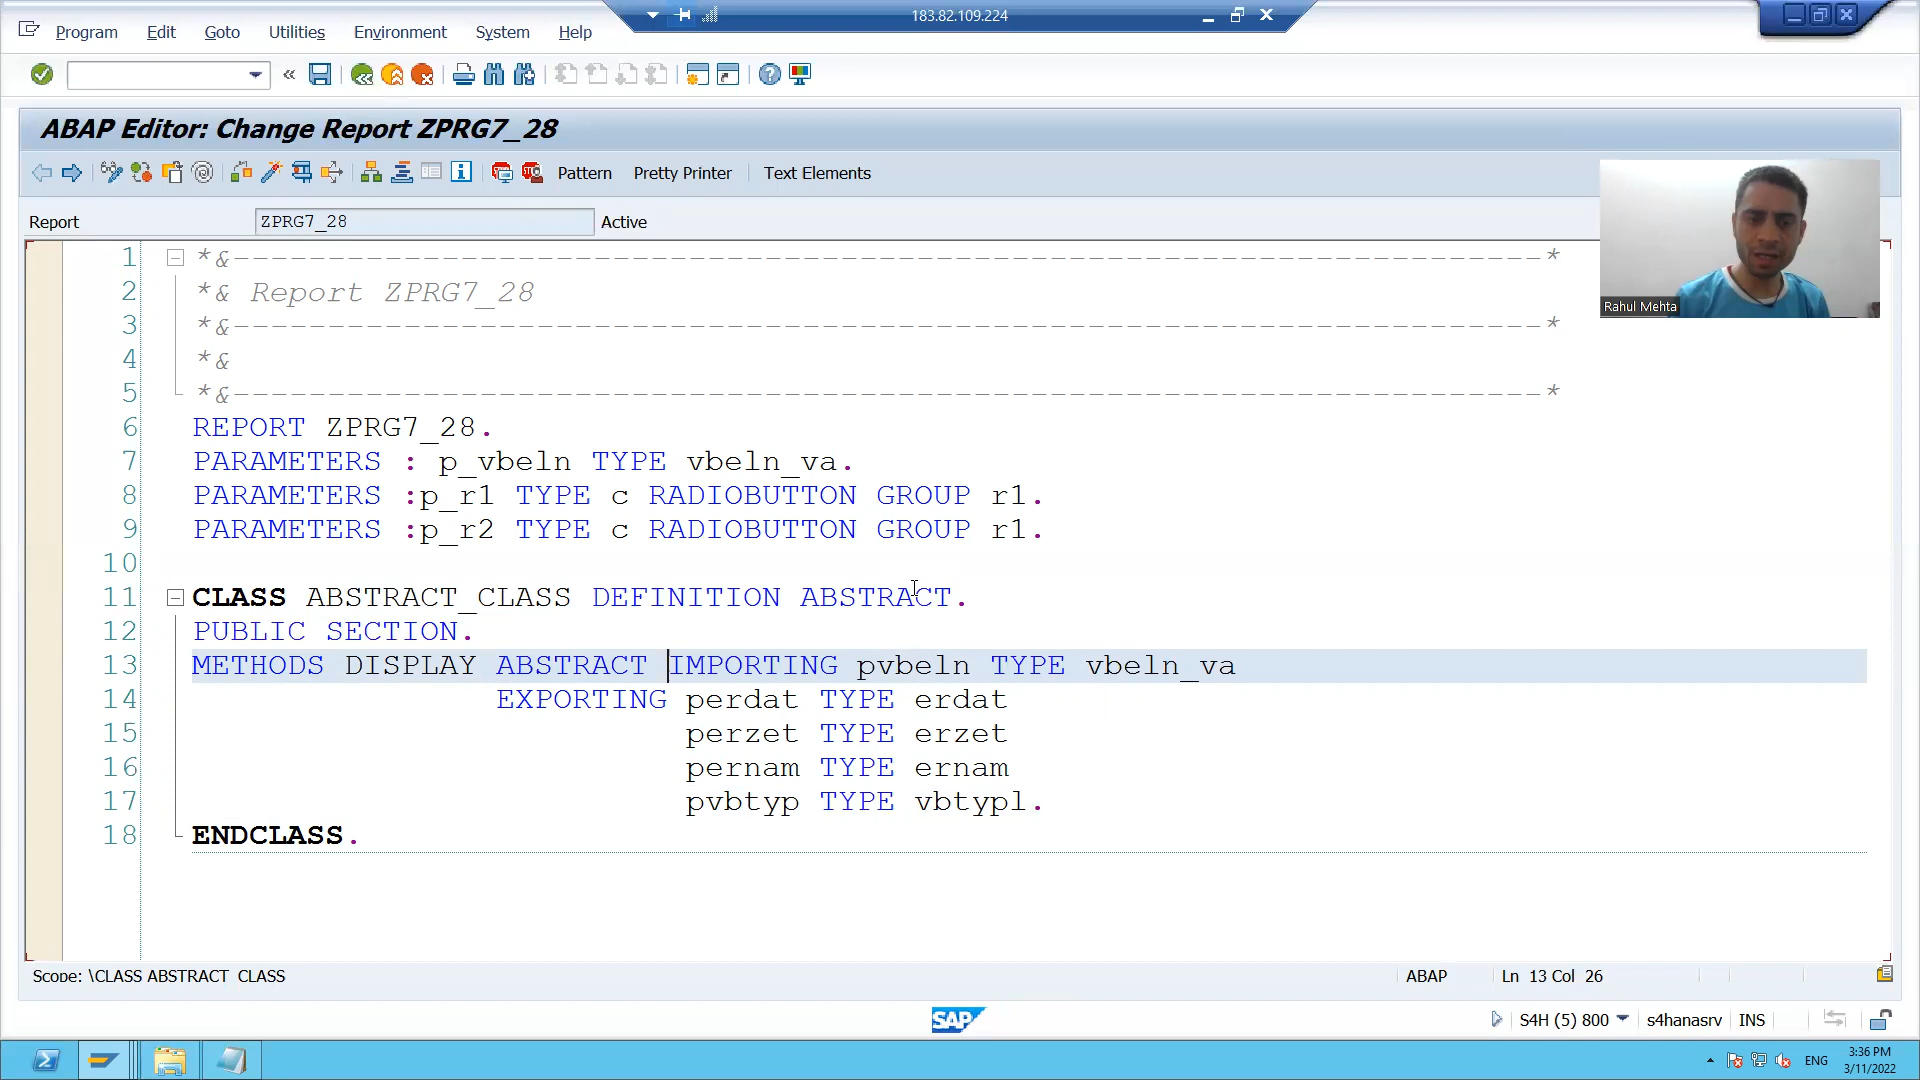 183.82.109.224
Program Edit Goto Utilities Environment System Help
ABAP Editor: Change Report ZPRG7_28
Pattern Pretty Printer Text Elements
Report ZPRG7_28 Active
1 *&---------------------------------------------------------------------*
2 *& Report ZPRG7_28
3 *&---------------------------------------------------------------------*
4 *&
5 *&---------------------------------------------------------------------*
6 REPORT ZPRG7_28.
7 PARAMETERS : p_vbeln TYPE vbeln_va.
8 PARAMETERS :p_r1 TYPE c RADIOBUTTON GROUP r1.
9 PARAMETERS :p_r2 TYPE c RADIOBUTTON GROUP r1.
10
11 CLASS ABSTRACT_CLASS DEFINITION ABSTRACT.
12 PUBLIC SECTION.
13 METHODS DISPLAY ABSTRACT IMPORTING pvbeln TYPE vbeln_va
14 EXPORTING perdat TYPE erdat
15 perzet TYPE erzet
16 pernam TYPE ernam
17 pvbtyp TYPE vbtypl.
18 ENDCLASS.
Rahul Mehta
Scope: \CLASS ABSTRACT_CLASS ABAP Ln 13 Col 26
SAP S4H (5) 800 s4hanasrv INS
ENG 3:36 PM
3/11/2022